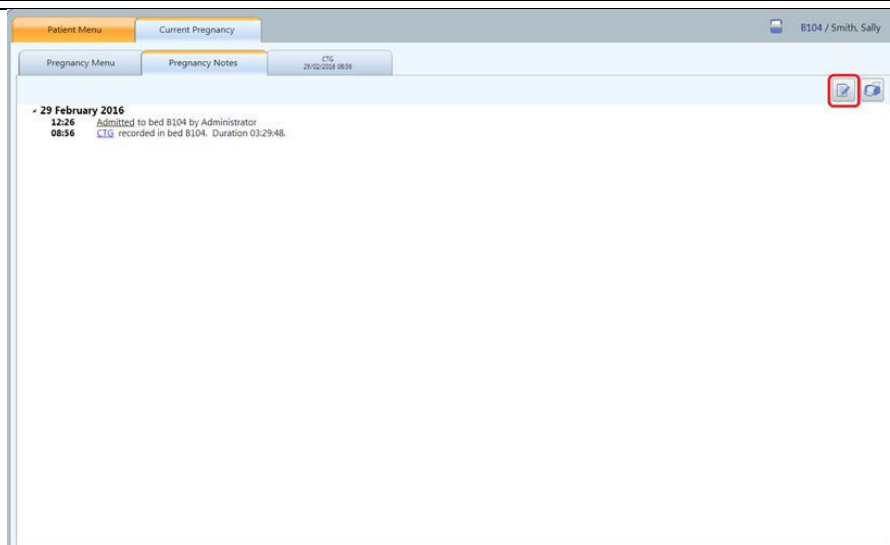 Patient Menu
Current Pregnancy
B104 / Smith, Sally
Pregnancy Menu
Pregnancy Notes
CTG
29/02/2016 08:56
29 February 2016
12:26 Admitted to bed B104 by Administrator
08:56 CTG recorded in bed B104. Duration 03:29:48.